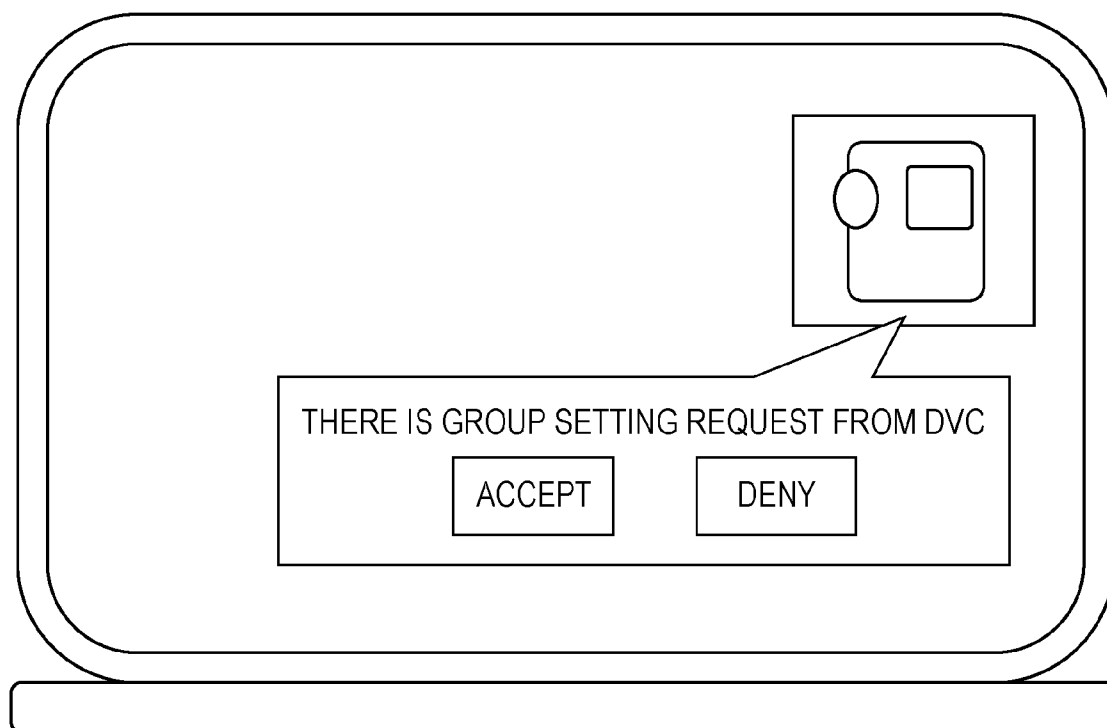 THERE IS GROUP SETTING REQUEST FROM DVC
ACCEPT DENY